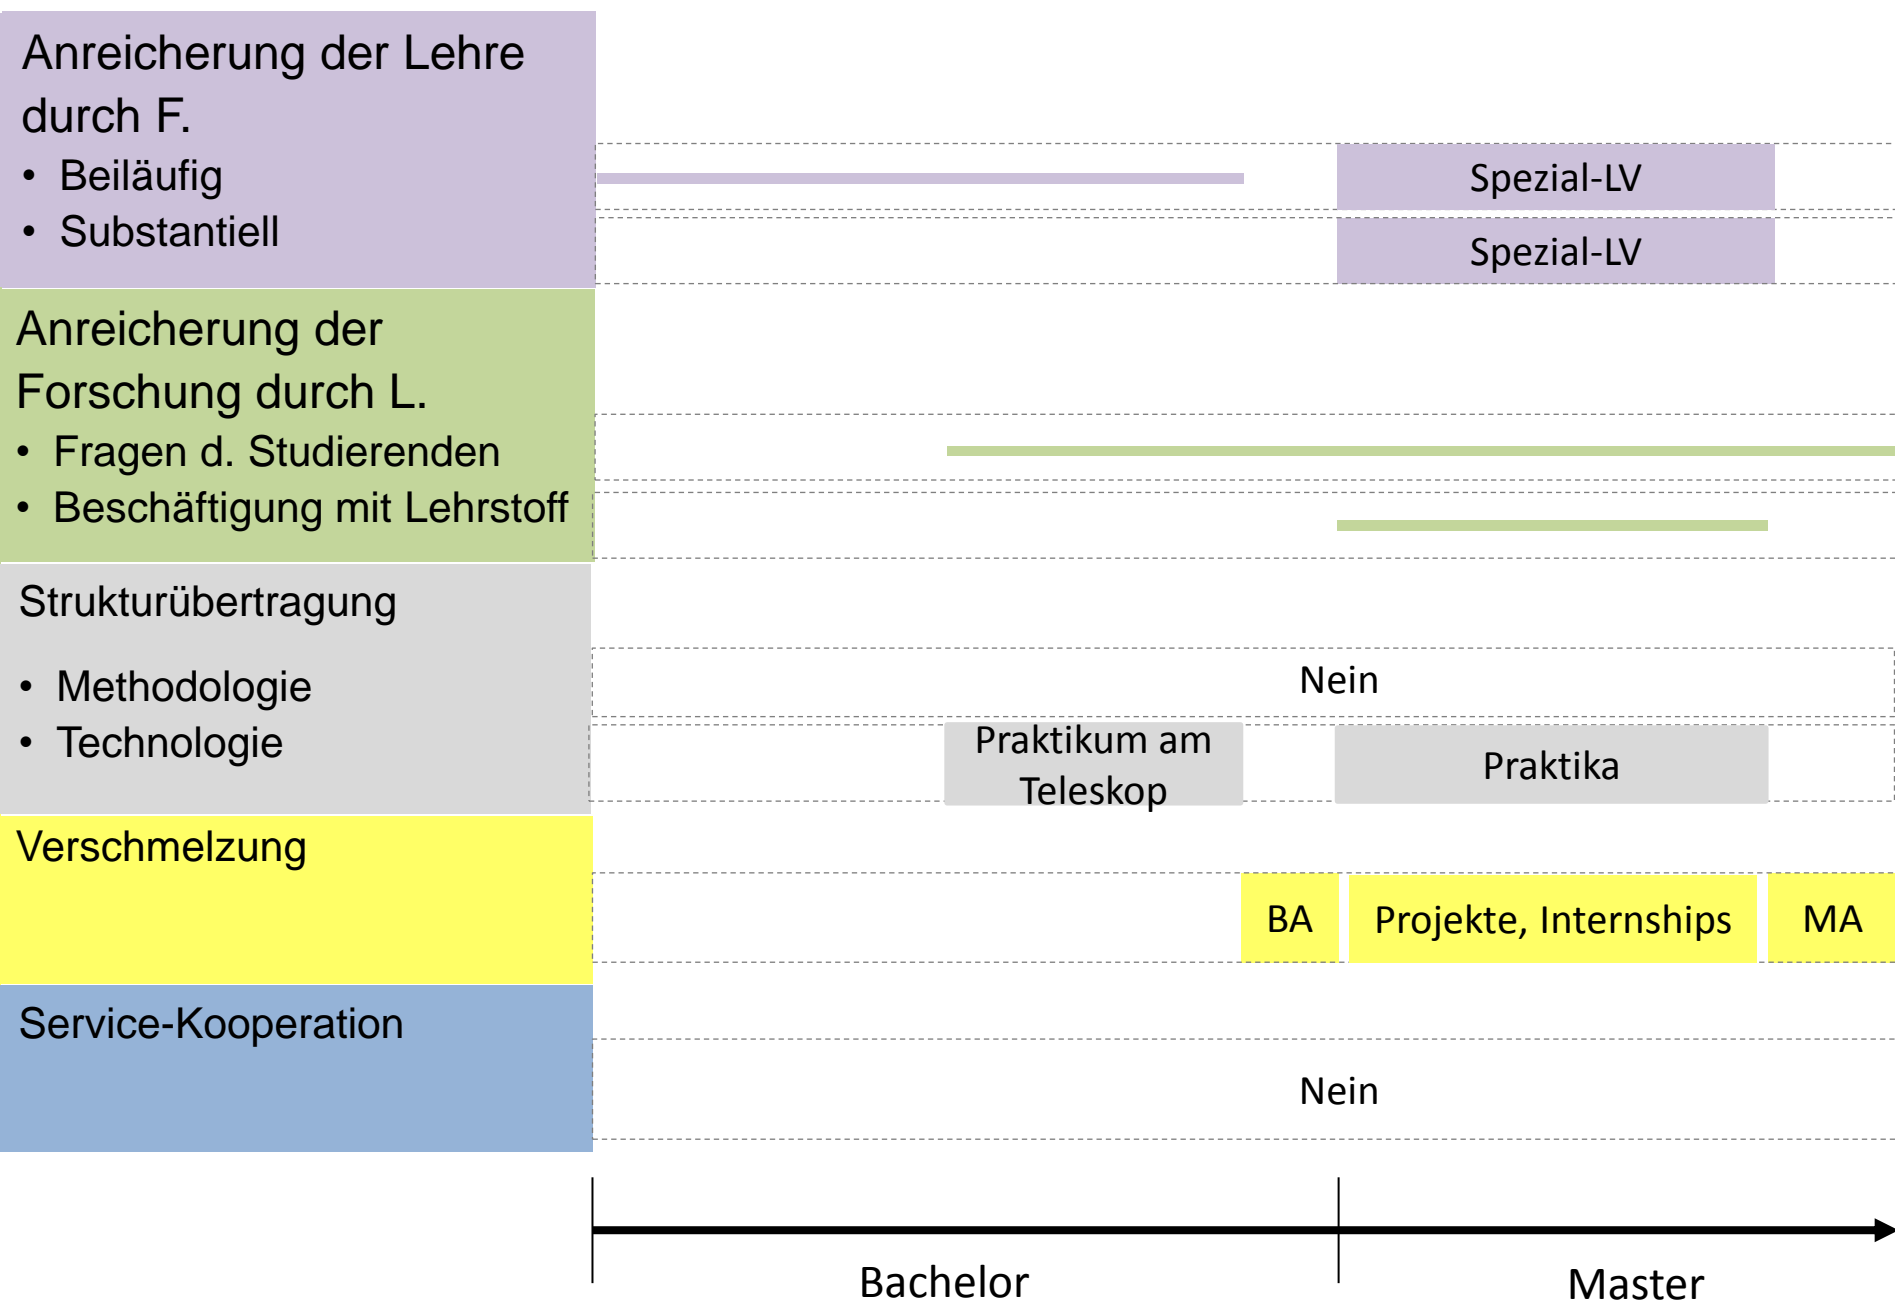 Anreicherung der Lehre
durch F.
• Beiläufig
Spezial-LV
• Substantiell
Spezial-LV
Anreicherung der
Forschung durch L.
• Fragen d. Studierenden
• Beschäftigung mit Lehrstoff
Strukturübertragung
• Methodologie
Nein
• Technologie
Praktikum am
Teleskop
Praktika
Verschmelzung
BA
Projekte, Internships
MA
Service-Kooperation
Nein
Bachelor
Master